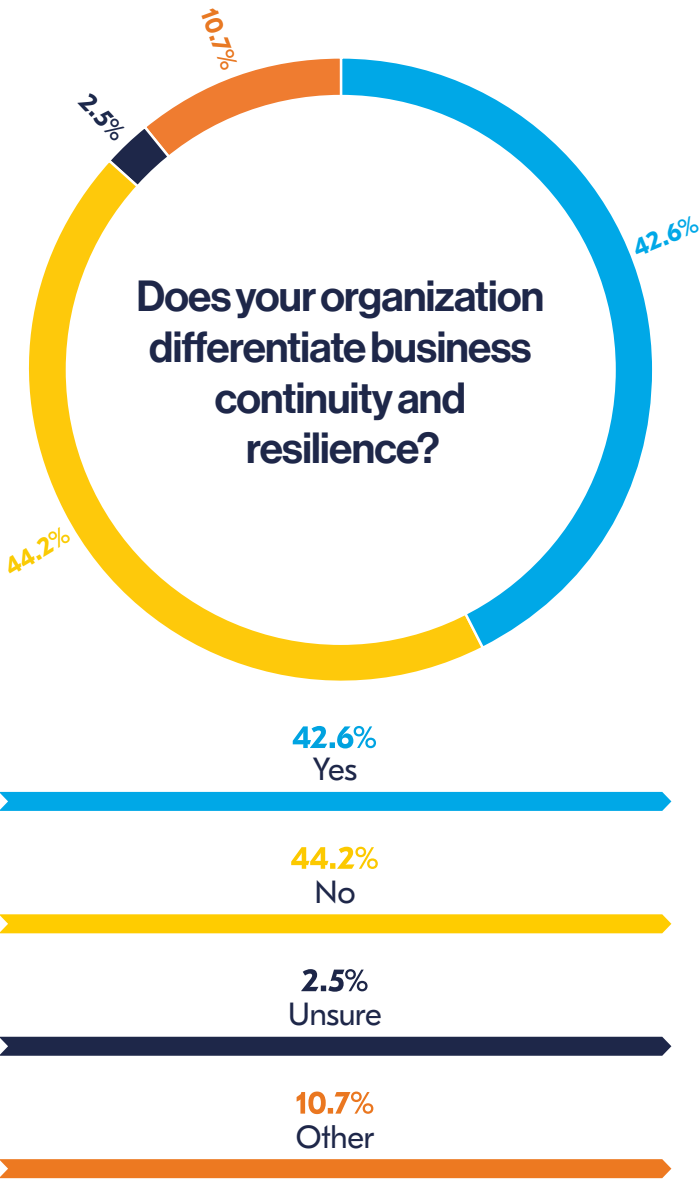 10.7%
2.5%
42.6%
Does your organization
differentiate business
continuity and
resilience?
44.2%
42.6%
Yes
44.2%
No
2.5%
Unsure
10.7%
Other